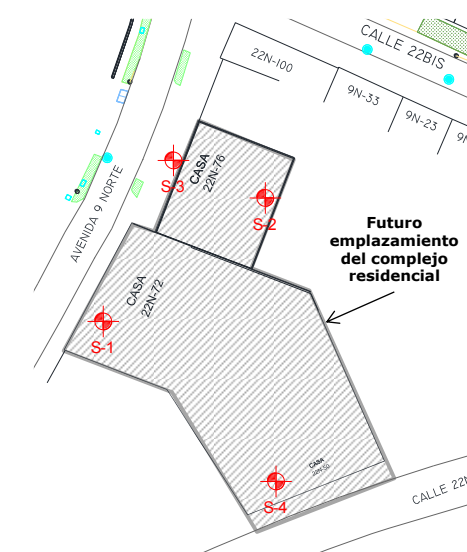 CALLE 22BIS
22N-100
9N-33
9N-23
CASA
22N-76
S-3
S-2
AVENIDA 9 NORTE
Futuro
emplazamiento
del complejo
residencial
CASA
22N-72
S-1
CASA
22N-50
S-4